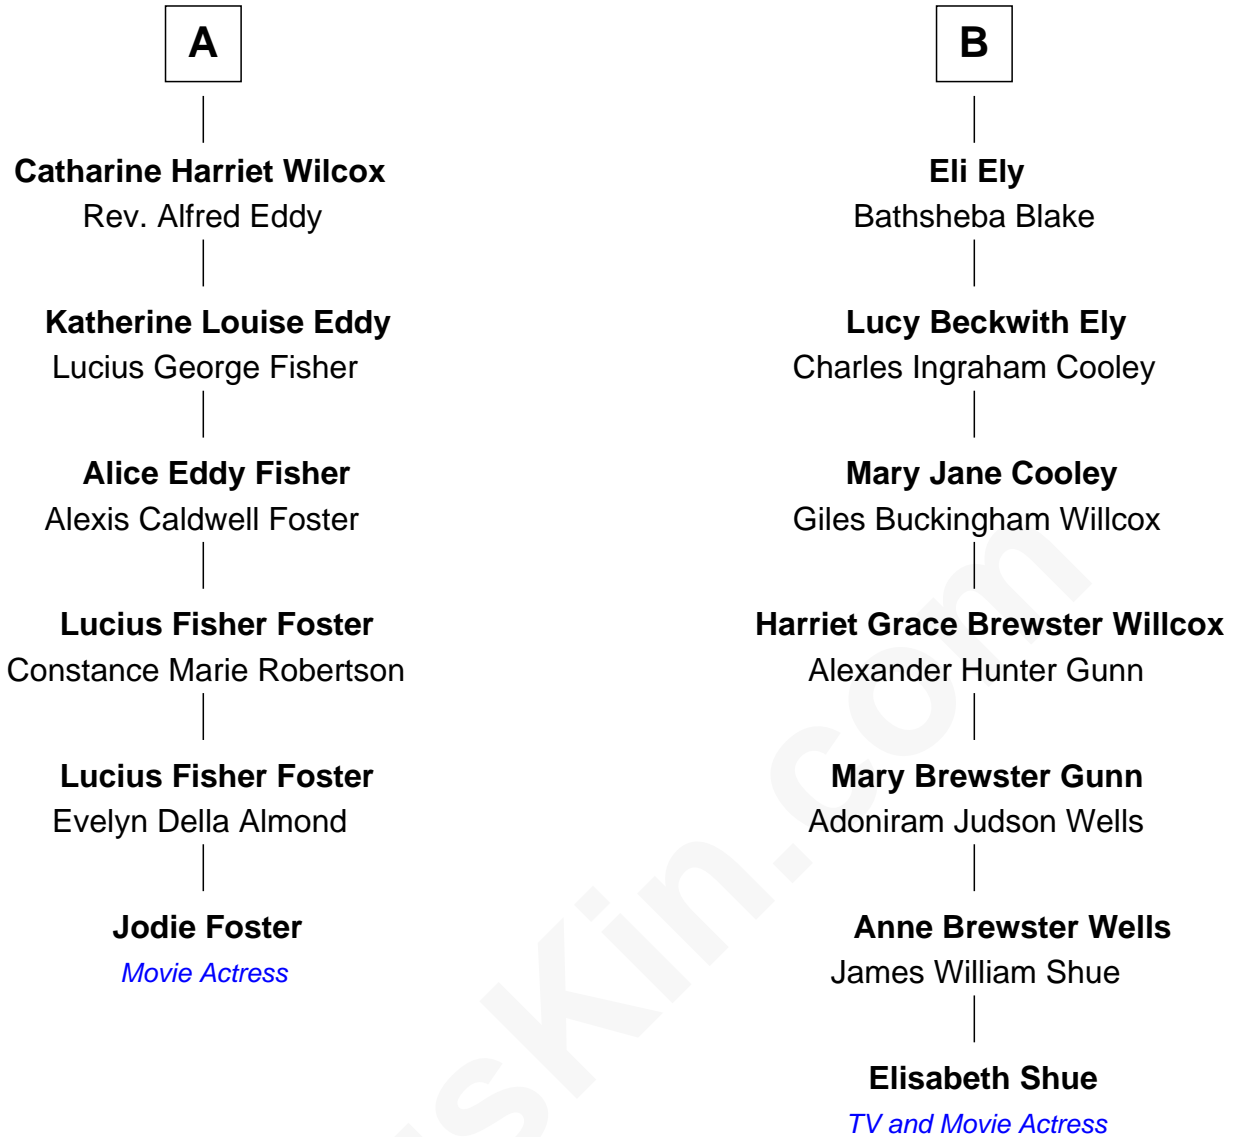 A
Catharine Harriet Wilcox
Rev. Alfred Eddy
Katherine Louise Eddy
Lucius George Fisher
Alice Eddy Fisher
Alexis Caldwell Foster
Lucius Fisher Foster
Constance Marie Robertson
Lucius Fisher Foster
Evelyn Della Almond
Jodie Foster
Movie Actress
B
Eli Ely
Bathsheba Blake
Lucy Beckwith Ely
Charles Ingraham Cooley
Mary Jane Cooley
Giles Buckingham Willcox
Harriet Grace Brewster Willcox
Alexander Hunter Gunn
Mary Brewster Gunn
Adoniram Judson Wells
Anne Brewster Wells
James William Shue
Elisabeth Shue
TV and Movie Actress
sKin.com